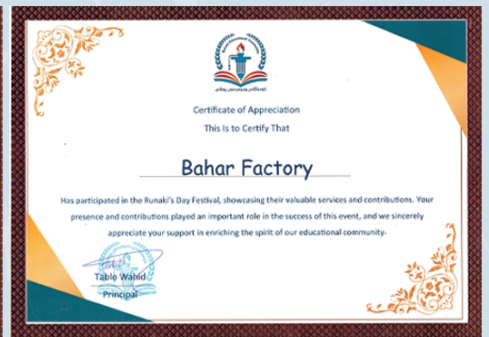 Certificate of Appreciation
This Is to Certify That
Bahar Factory
Has participated in the Runaki's Day Festival, showcasing their valuable services and contributions. Your
presence and contributions played an important role in the success of this event, and we sincerely
appreciate your support in enriching the spirit of our educational community.
Tablo Wahid
Principal